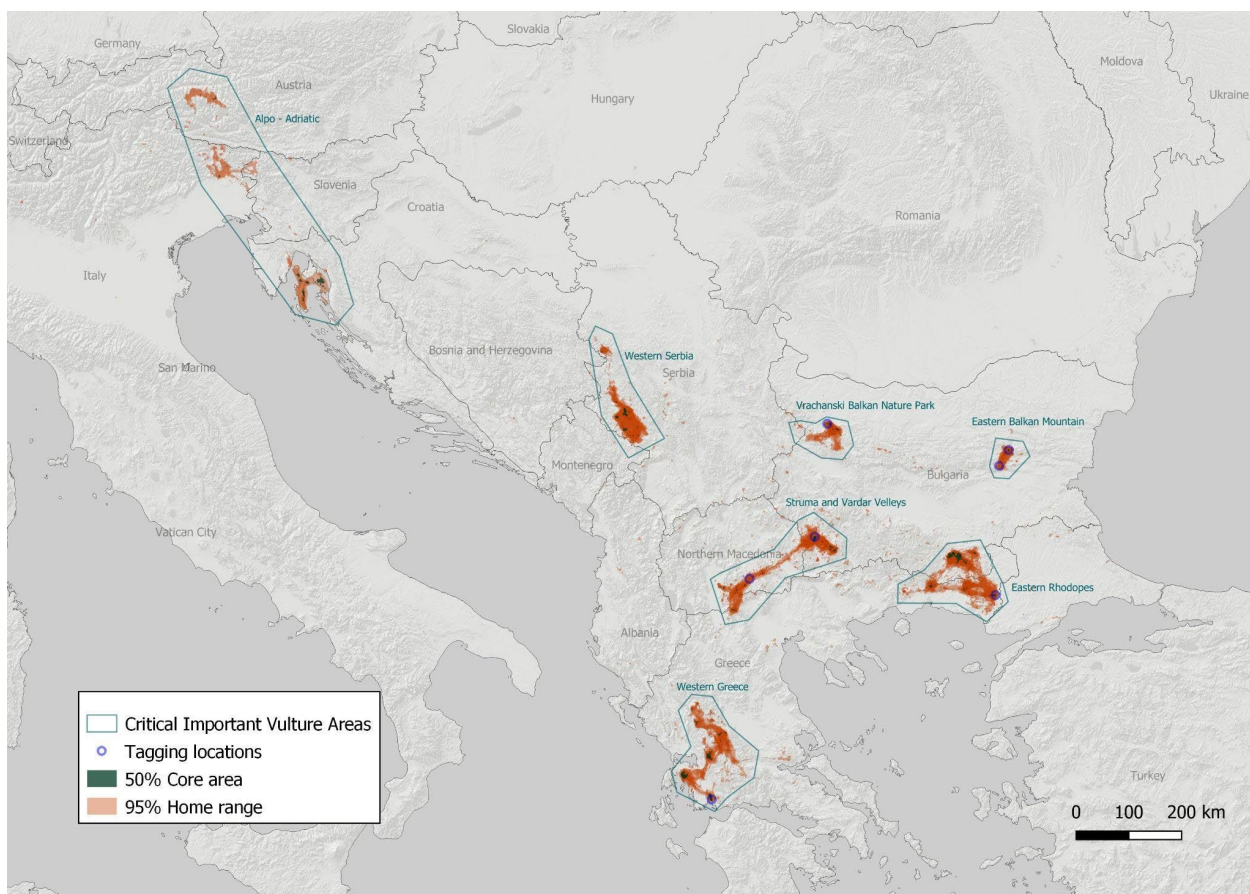 Slovakia
Germany
Moldova
Austria
Ukraine
Hungary
Alpo - Adriatic
Switzerland
Slovenia
Croatia
Romania
Italy
Bosnia and Herzegovina
Western Serbia
San Marino
Serbia
Vrachanski Balkan Nature Park
Eastern Balkan Mountain
Montenegro
Bulgaria
Struma and Vardar Velleys
Vatican City
Northern Macedonia
Eastern Rhodopes
Albania
Greece
Western Greece
Critical Important Vulture Areas
Tagging locations
50% Core area
95% Home range
Turkey
0 100 200 km